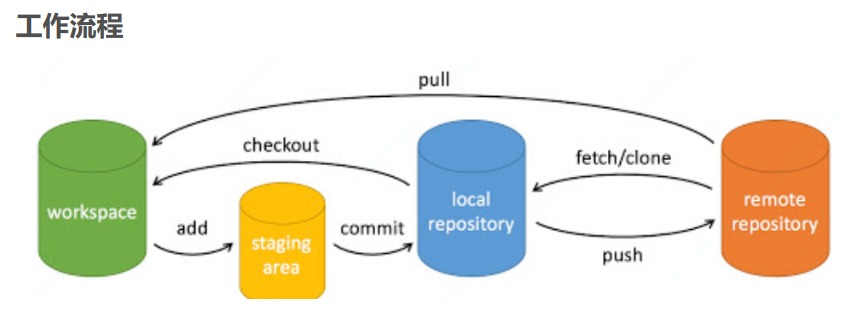 工作流程
pull
checkout
fetch/clone
workspace
add
staging
area
commit
local
repository
push
remote
repository